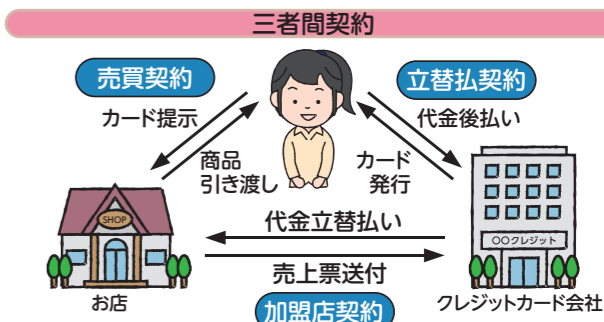 三者間契約
売買契約
立替払契約
カード提示
代金後払い
商品
引き渡し
カード
発行
SHOP
代金立替払い
○○クレジット
売上票送付
お店
加盟店契約
クレジットカード会社